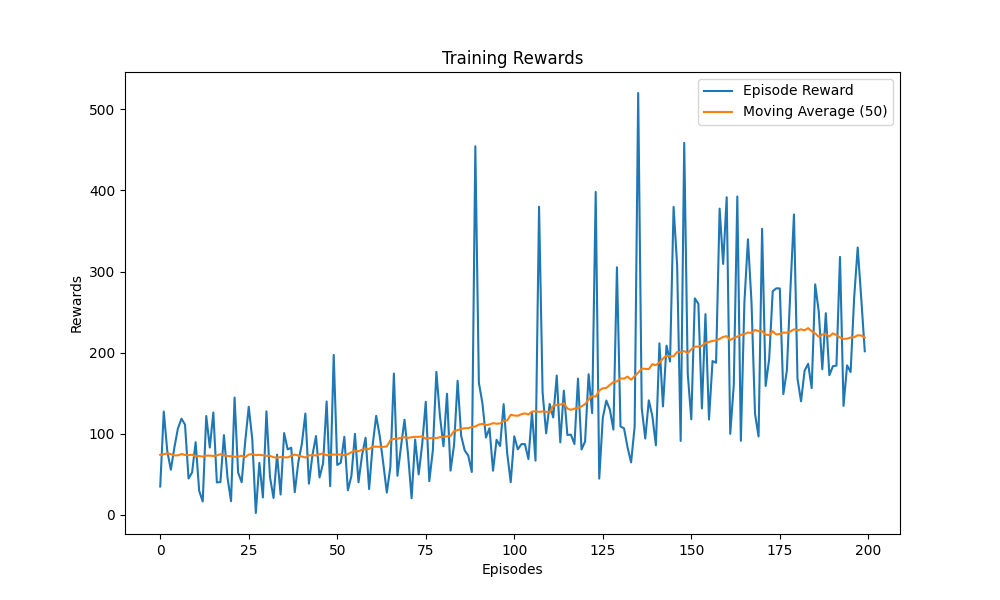 Training Rewards
Episode Reward
Moving Average (50)
Rewards
500
400
300
200
100
0
0 25 50 75 100 125 150 175 200
Episodes